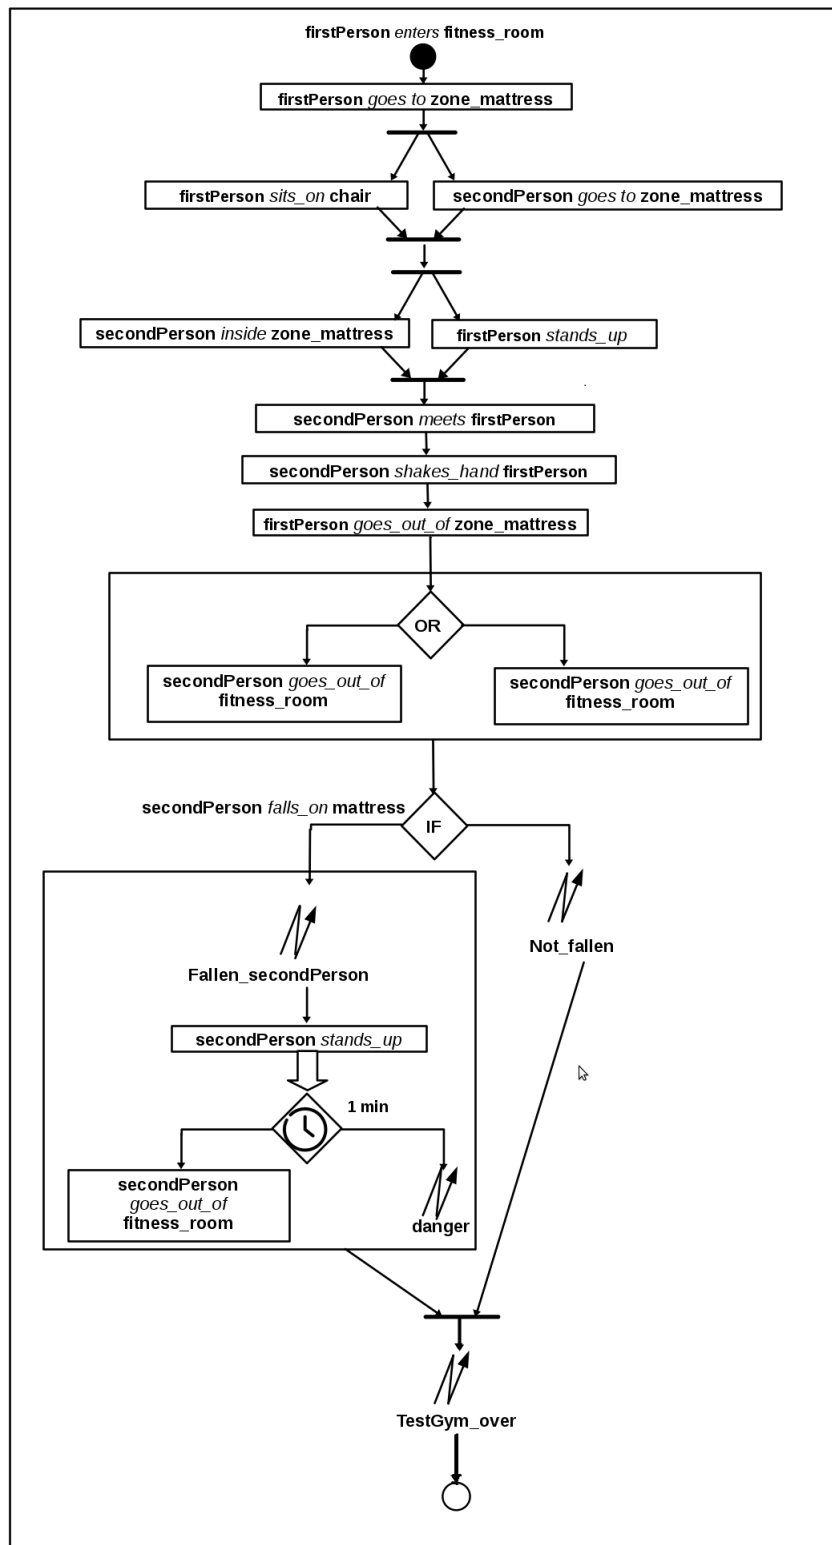 firstPerson enters fitness_room
firstPerson goes to zone_mattress
firstPerson sits_on chair
secondPerson goes to zone_mattress
secondPerson inside zone_mattress
firstPerson stands_up
secondPerson meets firstPerson
secondPerson shakes_hand firstPerson
firstPerson goes_out_of zone_mattress
OR
secondPerson goes_out_of
fitness_room
secondPerson goes_out_of
fitness_room
secondPerson falls_on mattress
IF
Not_fallen
Fallen_secondPerson
secondPerson stands_up
1 min
secondPerson
goes_out_of
fitness_room
danger
TestGym_over